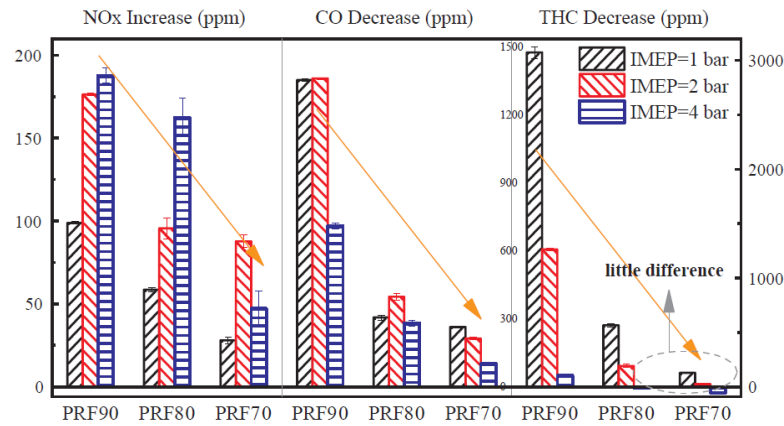 NOx Increase (ppm) CO Decrease (ppm) THC Decrease (ppm)
200 1500 3000
IMEP=1 bar
1200 IMEP=2 bar
150 IMEP=4 bar
2000
900
100
600
little difference
1000
50 300
0 0 0
PRF90 PRF80 PRF70 PRF90 PRF80 PRF70 PRF90 PRF80 PRF70